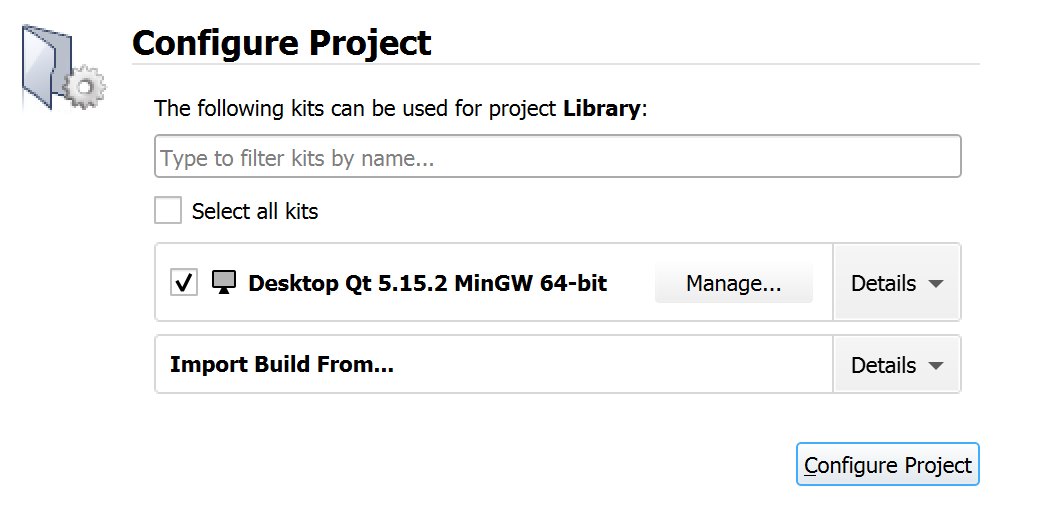 Configure Project
The following kits can be used for project Library:
Type to filter kits by name...
Select all kits
Desktop Qt 5.15.2 MinGW 64-bit
Manage...
Details
Import Build From...
Details
Configure Project